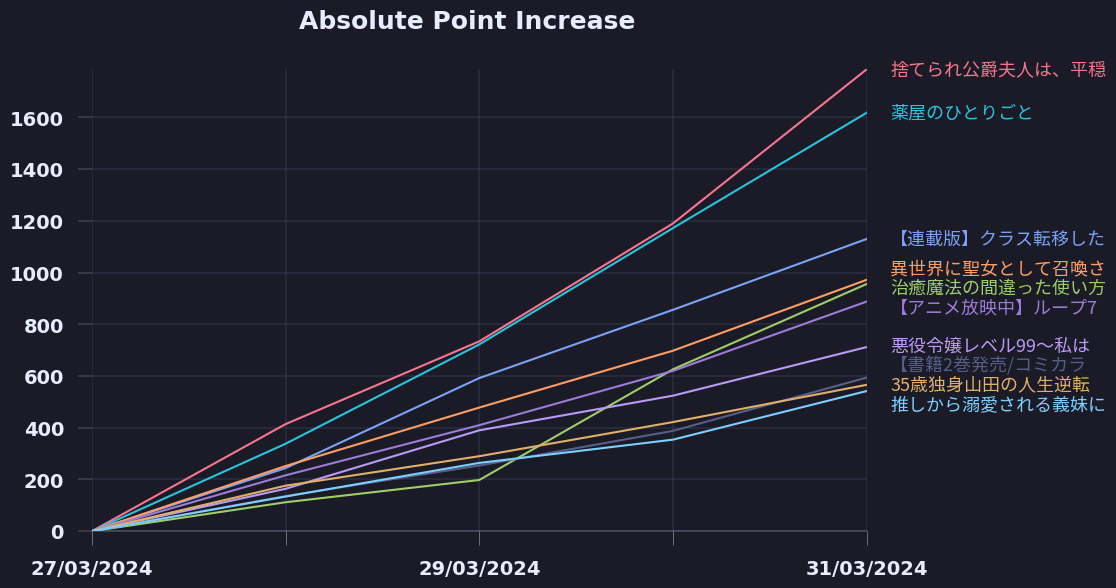 Absolute Point Increase
捨てられ公爵夫人は、平穏
薬屋のひとりごと
1600
1400
1200
【連載版】クラス転移した
1000
異世界に聖女として召喚さ
治癒魔法の間違った使い方
【アニメ放映中】ループ7
800
悪役令嬢レベル99～私は
600
【書籍2巻発売/コミカラ
35歳独身山田の人生逆転
推しから溺愛される義妹に
400
200
0
27/03/2024
29/03/2024
31/03/2024